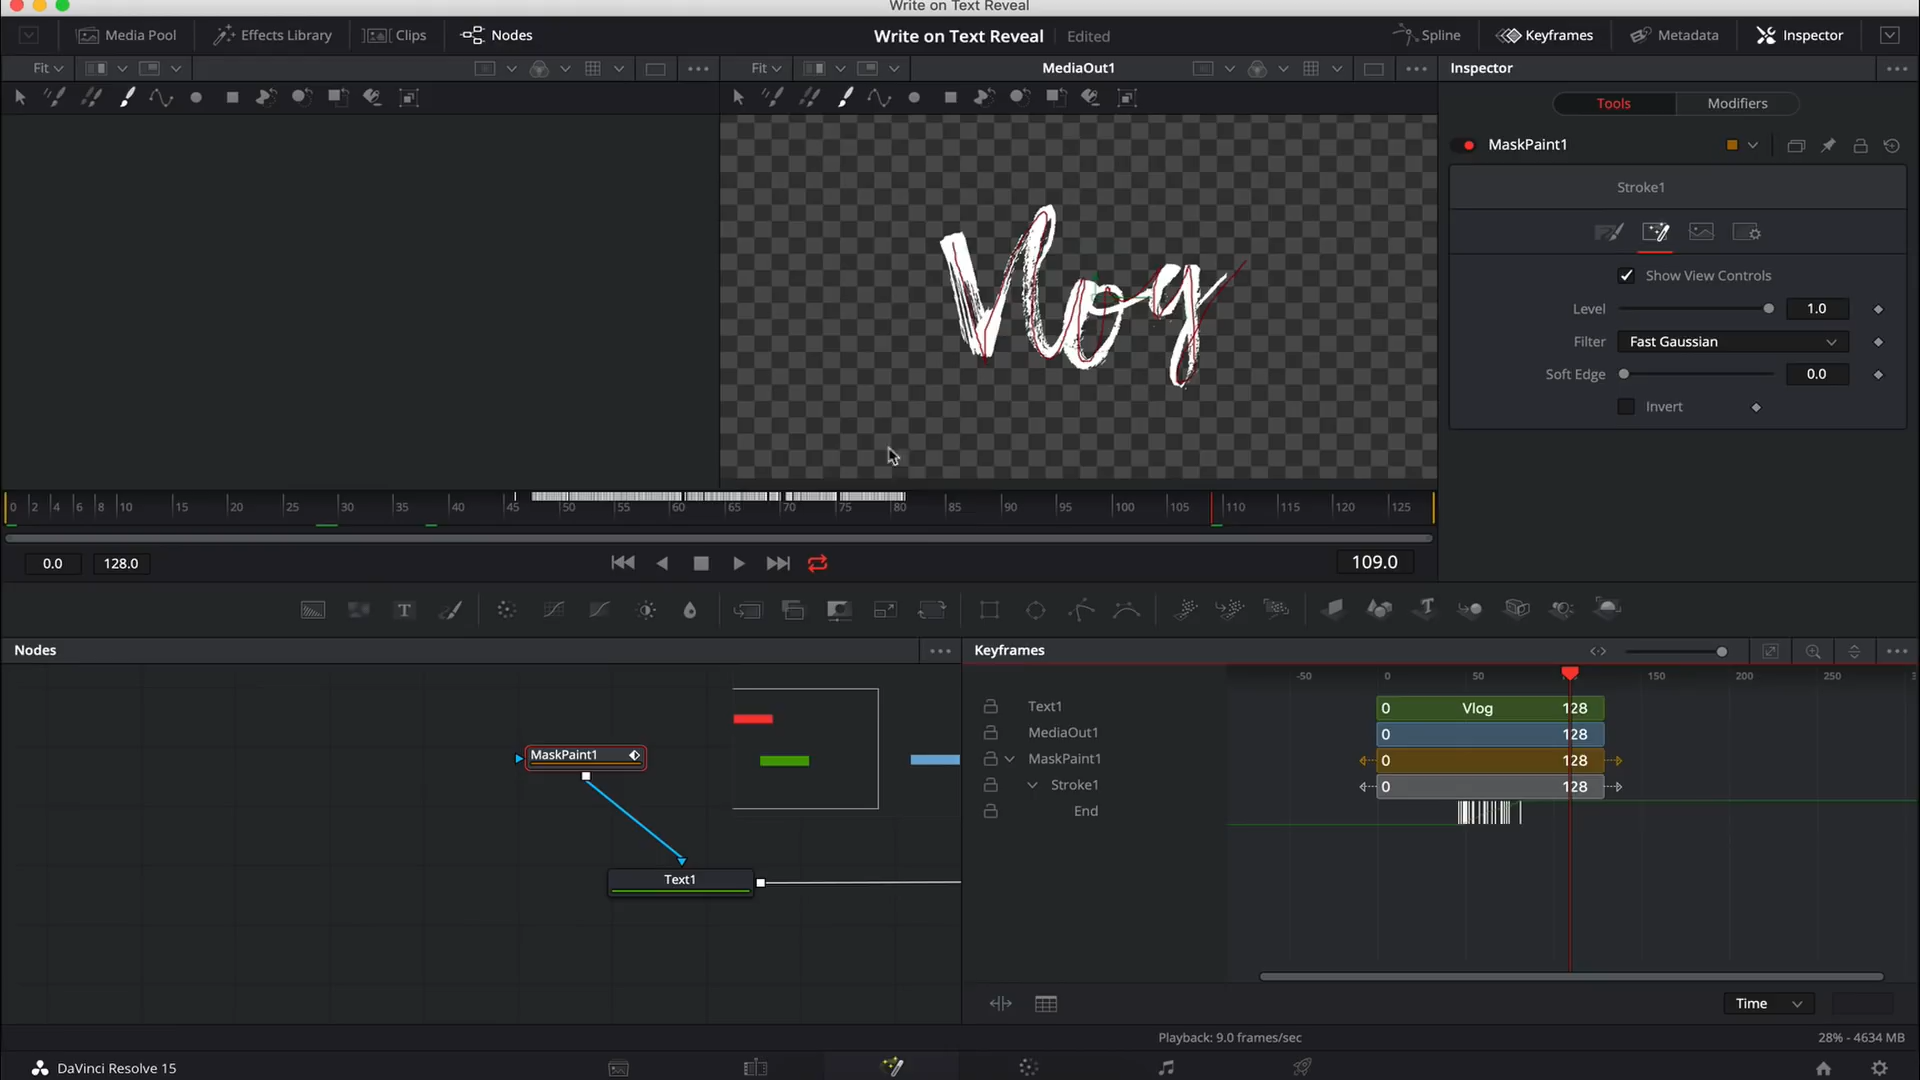 Write on Text Reveal
Media Pool
Effects Library
Clips
Nodes
Write on Text Reveal
Edited
Spline
Keyframes
Metadata
Inspector
Fit
Fit
MediaOut1
Inspector
Tools
Modifiers
MaskPaint1
Stroke1
Show View Controls
Level
1.0
Filter
Fast Gaussian
Soft Edge
0.0
Invert
Vlog
0 2 4 6 8 10 15 20 25 30 35 40 45 50 55 60 65 70 75 80 85 90 95 100 105 110 115 120 125
0.0
128.0
109.0
T
T
Nodes
Keyframes
-50 0 50 150 200 250
Text1
0 Vlog 128
MediaOut1
0 128
MaskPaint1
0 128
Stroke1
0 128
End
MaskPaint1
Text1
Time
Playback: 9.0 frames/sec
28% - 4634 MB
DaVinci Resolve 15